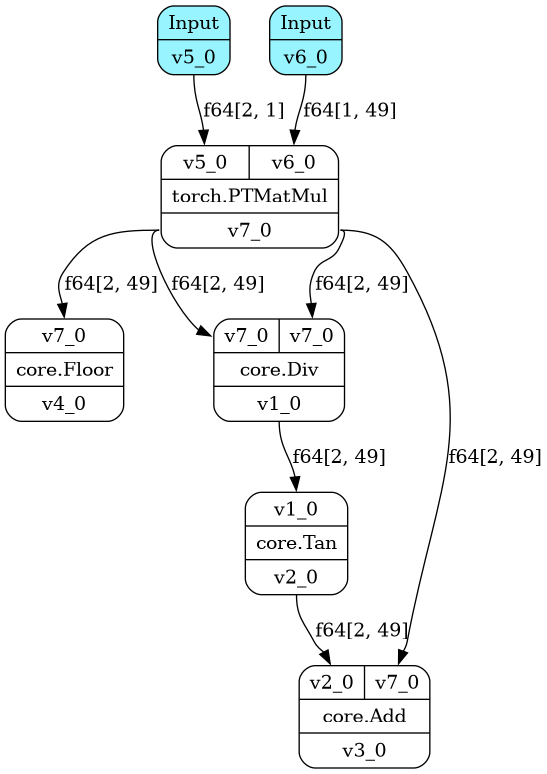 Input
v5_0
Input
v6_0
f64[2, 1]
f64[1, 49]
v5_0
v6_0
torch.PTMatMul
v7_0
f64[2, 49]
f64[2, 49]
f64[2, 49]
v7_0
core.Floor
v4_0
v7_0
v7_0
core.Div
v1_0
f64[2, 49]
f64[2, 49]
v1_0
core.Tan
v2_0
f64[2, 49]
v2_0
v7_0
core.Add
v3_0